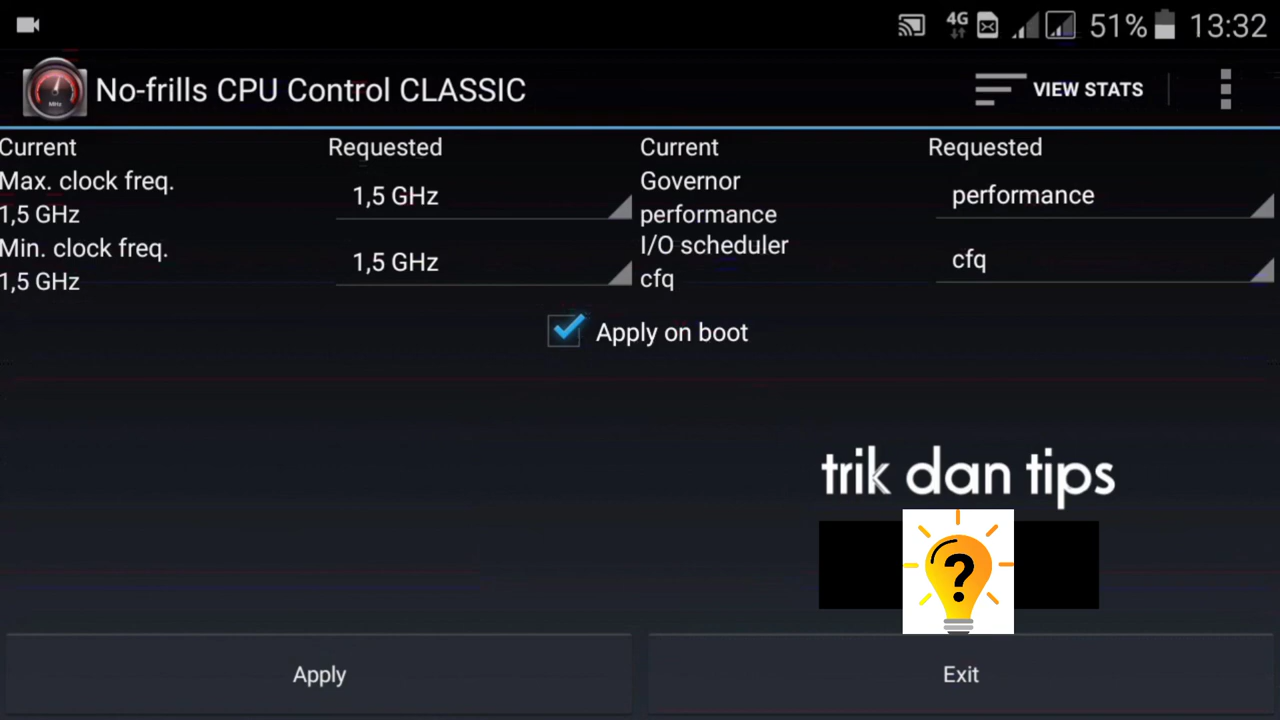 4G 51% 13:32
MHz No-frills CPU Control CLASSIC VIEW STATS
Current Requested Current Requested
Max. clock freq. 1,5 GHz Governor performance
1,5 GHz performance
Min. clock freq. 1,5 GHz I/O scheduler cfq
1,5 GHz cfq
Apply on boot
trik dan tips
?
Apply Exit